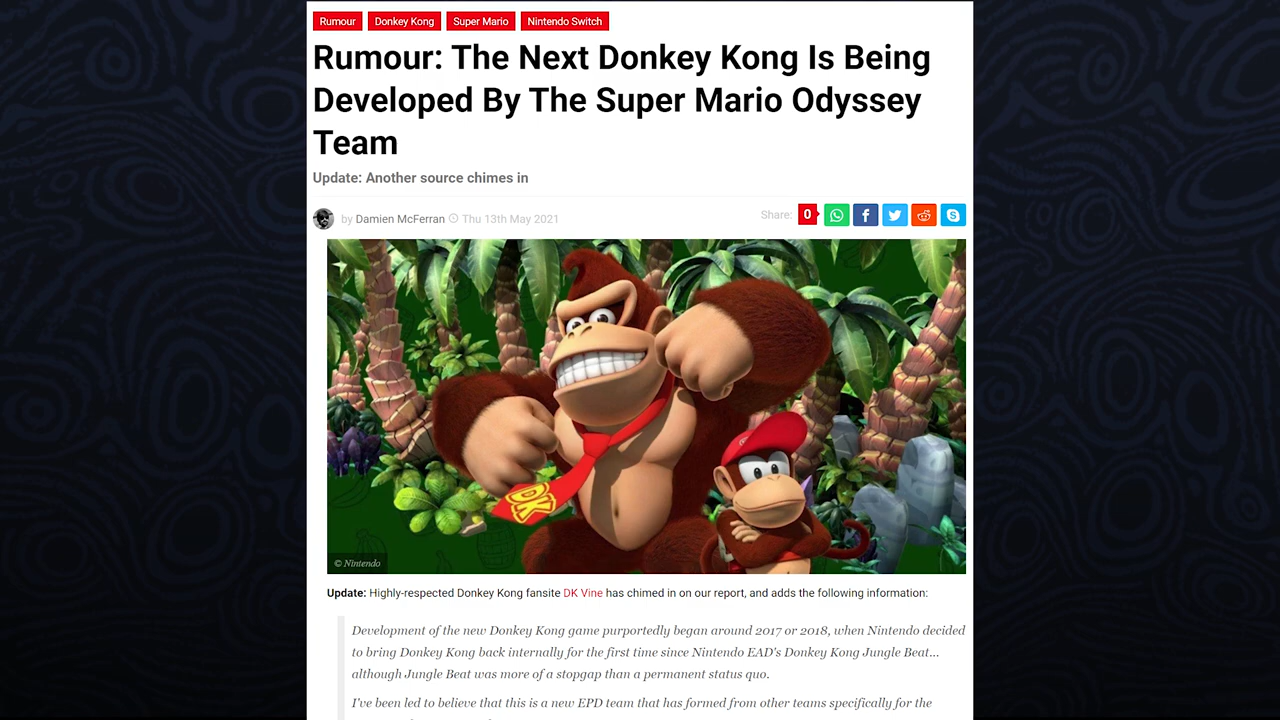 Rumour Donkey Kong Super Mario Nintendo Switch
Rumour: The Next Donkey Kong Is Being
Developed By The Super Mario Odyssey
Team
Update: Another source chimes in
by Damien McFerran Thu 13th May 2021
Share: 0
DK
© Nintendo
Update: Highly-respected Donkey Kong fansite DK Vine has chimed in on our report, and adds the following information:
Development of the new Donkey Kong game purportedly began around 2017 or 2018, when Nintendo decided
to bring Donkey Kong back internally for the first time since Nintendo EAD's Donkey Kong Jungle Beat...
although Jungle Beat was more of a stopgap than a permanent status quo.
I've been led to believe that this is a new EPD team that has formed from other teams specifically for the